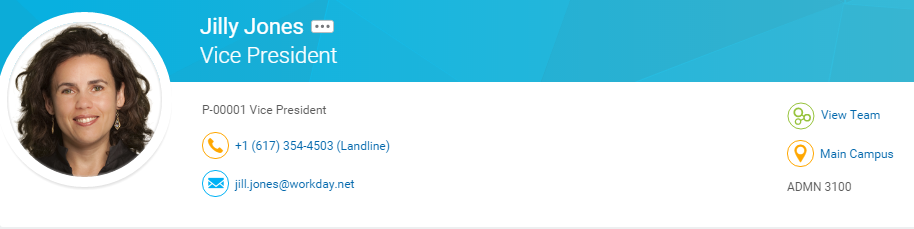 Jilly Jones
Vice President
P-00001 Vice President
+1 (617) 354-4503 (Landline)
jill.jones@workday.net
View Team
Main Campus
ADMN 3100